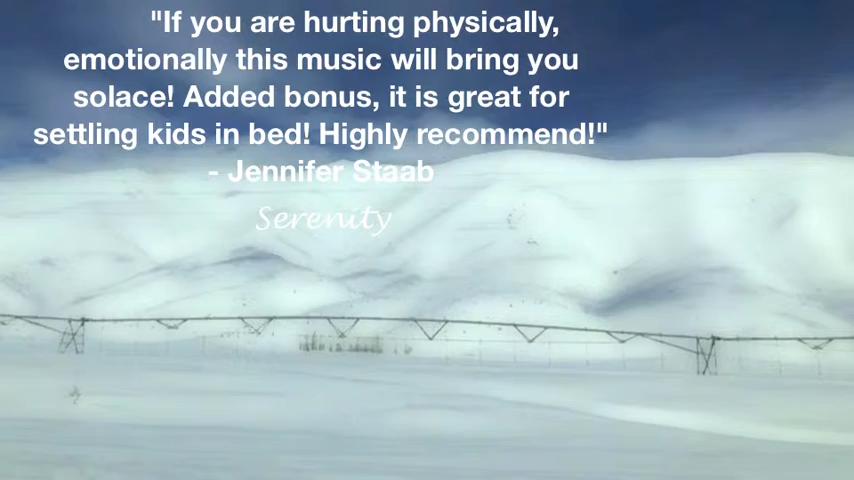 "If you are hurting physically,
emotionally this music will bring you
solace! Added bonus, it is great for
settling kids in bed! Highly recommend!"
- Jennifer Staab
Serenity